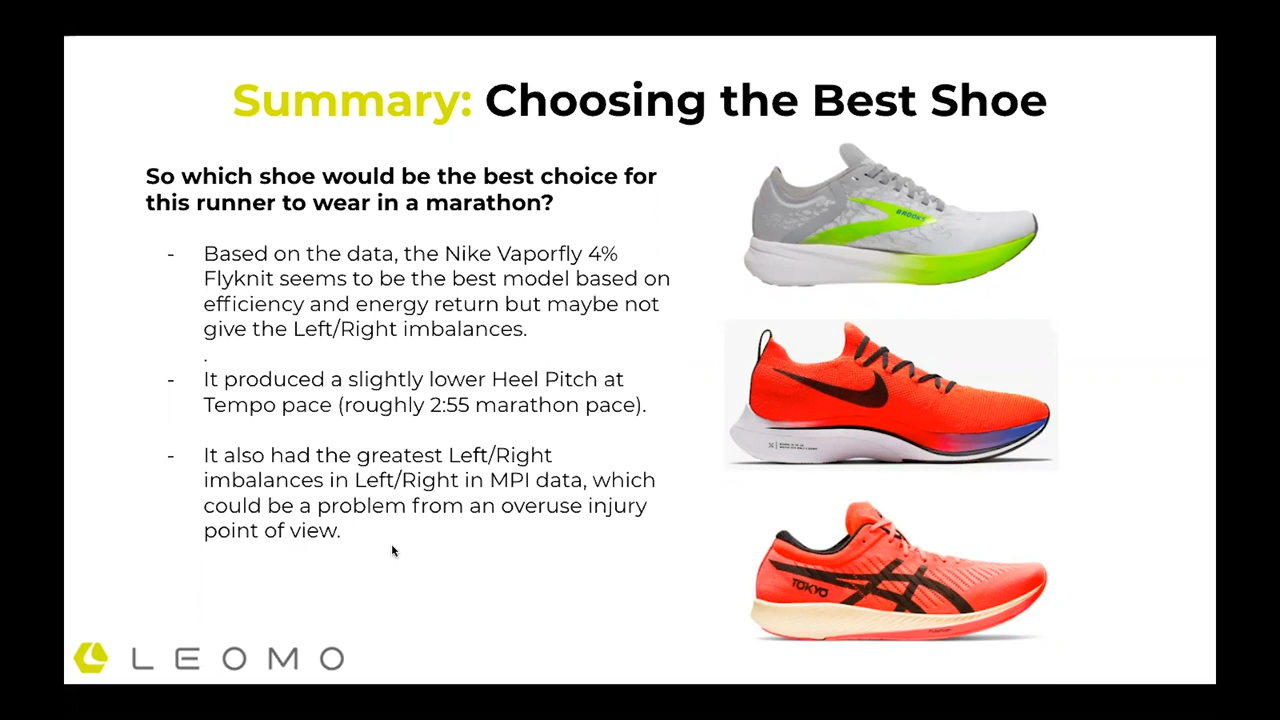 Summary: Choosing the Best Shoe
So which shoe would be the best choice for
this runner to wear in a marathon?
- Based on the data, the Nike Vaporfly 4%
Flyknit seems to be the best model based on
efficiency and energy return but maybe not
give the Left/Right imbalances.
.
- It produced a slightly lower Heel Pitch at
Tempo pace (roughly 2:55 marathon pace).
- It also had the greatest Left/Right
imbalances in Left/Right in MPI data, which
could be a problem from an overuse injury
point of view.
BROOKS
TOKYO
LEOMO